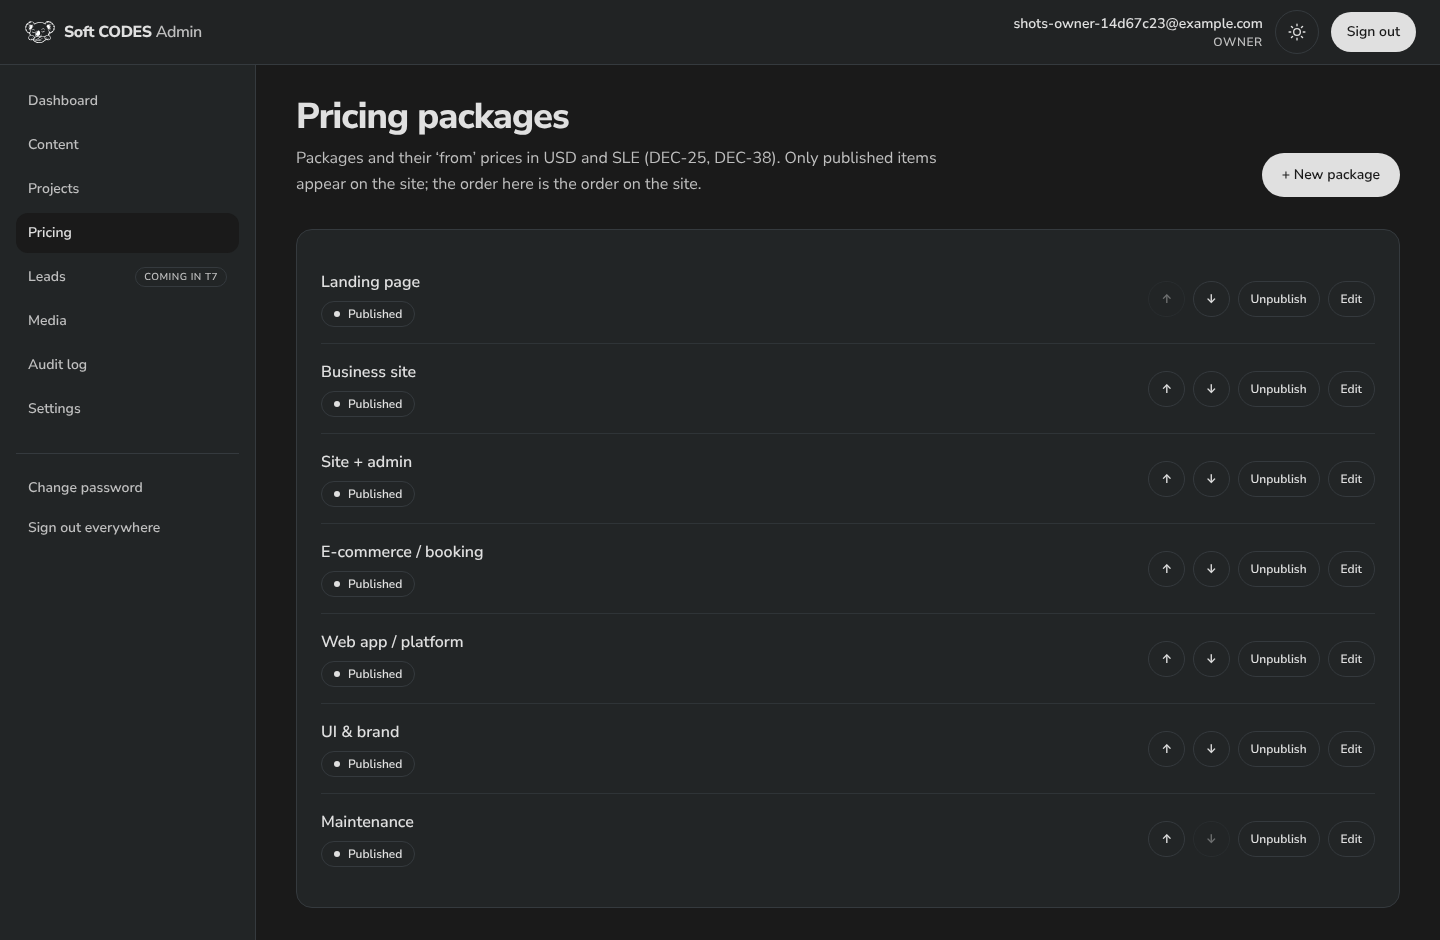 Soft CODES Admin
shots-owner-14d67c23@example.com
OWNER
Sign out
Dashboard
Content
Projects
Pricing
Leads COMING IN T7
Media
Audit log
Settings
Change password
Sign out everywhere
Pricing packages
Packages and their ‘from’ prices in USD and SLE (DEC-25, DEC-38). Only published items
appear on the site; the order here is the order on the site.
+ New package
Landing page
Published
↑ ↓ Unpublish Edit
Business site
Published
↑ ↓ Unpublish Edit
Site + admin
Published
↑ ↓ Unpublish Edit
E-commerce / booking
Published
↑ ↓ Unpublish Edit
Web app / platform
Published
↑ ↓ Unpublish Edit
UI & brand
Published
↑ ↓ Unpublish Edit
Maintenance
Published
↑ ↓ Unpublish Edit